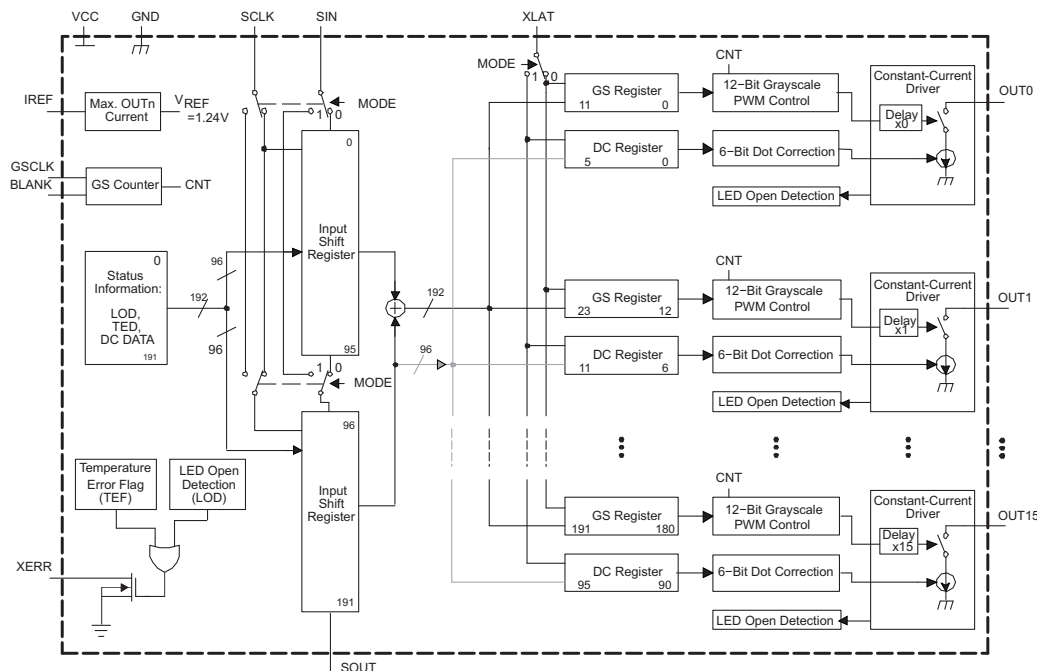 VCC
GND
SCLK
SIN
XLAT
MODE
1 0
CNT
GS Register
11 0
12−Bit Grayscale
PWM Control
Constant−Current
Driver
Delay
x0
OUT0
IREF
Max. OUTn
Current
VREF
=1.24V
1 0
MODE
0
DC Register
5 0
6−Bit Dot Correction
LED Open Detection
GSCLK
BLANK
GS Counter
CNT
0
Status
Information:
LOD,
TED,
DC DATA
191
192
96
96
Input
Shift
Register
95
192
96
1 0
MODE
CNT
GS Register
23 12
12−Bit Grayscale
PWM Control
Constant−Current
Driver
Delay
x1
OUT1
DC Register
11 6
6−Bit Dot Correction
LED Open Detection
96
Input
Shift
Register
191
Temperature
Error Flag
(TEF)
LED Open
Detection
(LOD)
XERR
SOUT
CNT
GS Register
191 180
12−Bit Grayscale
PWM Control
Constant−Current
Driver
Delay
x15
OUT15
DC Register
95 90
6−Bit Dot Correction
LED Open Detection